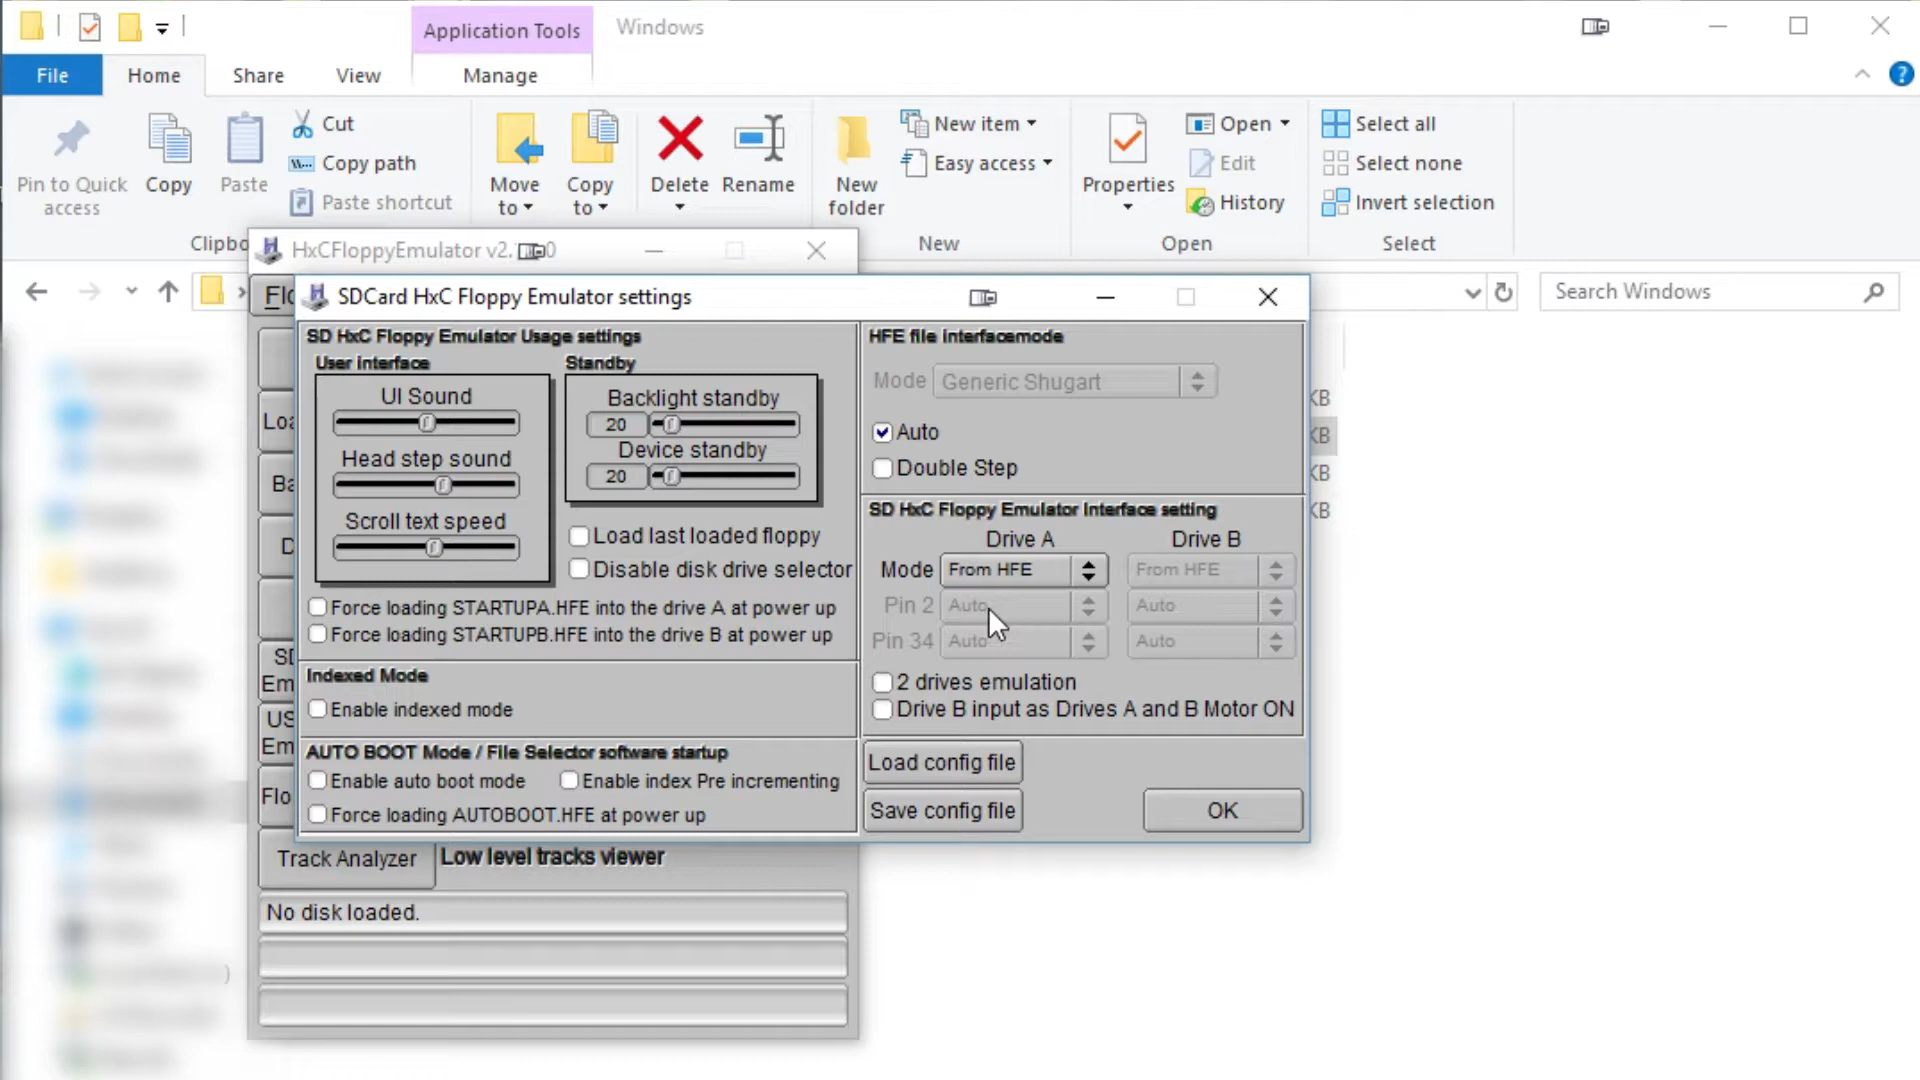 Application Tools
Windows
File
Home
Share
View
Manage
Pin to Quick access
Copy
Paste
Cut
Copy path
Paste shortcut
Move to
Copy to
Delete
Rename
New folder
New item
Easy access
Properties
Open
Edit
History
Select all
Select none
Invert selection
New
Open
Select
HxCFloppyEmulator v2.
Search Windows
SDCard HxC Floppy Emulator settings
SD HxC Floppy Emulator Usage settings
User interface
Standby
UI Sound
Head step sound
Scroll text speed
Backlight standby
20
Device standby
20
Load last loaded floppy
Disable disk drive selector
Force loading STARTUPA.HFE into the drive A at power up
Force loading STARTUPB.HFE into the drive B at power up
Indexed Mode
Enable indexed mode
AUTO BOOT Mode / File Selector software startup
Enable auto boot mode
Enable index Pre incrementing
Force loading AUTOBOOT.HFE at power up
HFE file interfacemode
Mode Generic Shugart
Auto
Double Step
SD HxC Floppy Emulator Interface setting
Drive A Drive B
Mode From HFE From HFE
Pin 2 Auto Auto
Pin 34 Auto Auto
2 drives emulation
Drive B input as Drives A and B Motor ON
Load config file
Save config file
OK
KB
KB
KB
KB
Track Analyzer
Low level tracks viewer
No disk loaded.